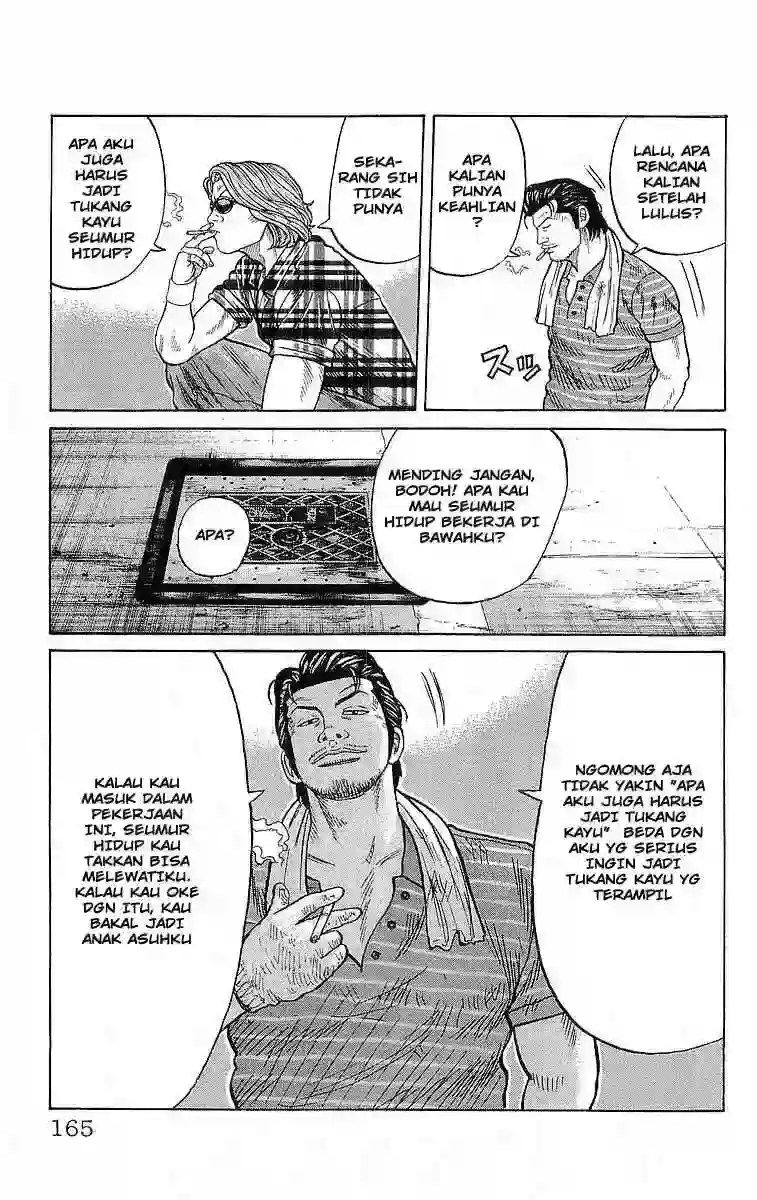 LALU, APA
RENCANA
KALIAN
SETELAH
LULUS?
APA
KALIAN
PUNYA
KEAHLIAN
?
スッ
SEKA-
RANG SIH
TIDAK
PUNYA
APA AKU
JUGA
HARUS
JADI
TUKANG
KAYU
SEUMUR
HIDUP?
MENDING JANGAN,
BODOH! APA KAU
MAU SEUMUR
HIDUP BEKERJA DI
BAWAHKU?
APA?
NGOMONG AJA
TIDAK YAKIN "APA
AKU JUGA HARUS
JADI TUKANG
KAYU" BEDA DGN
AKU YG SERIUS
INGIN JADI
TUKANG KAYU YG
TERAMPIL
KALAU KAU
MASUK DALAM
PEKERJAAN
INI, SEUMUR
HIDUP KAU
TAKKAN BISA
MELEWATIKU.
KALAU KAU OKE
DGN ITU, KAU
BAKAL JADI
ANAK ASUHKU
165